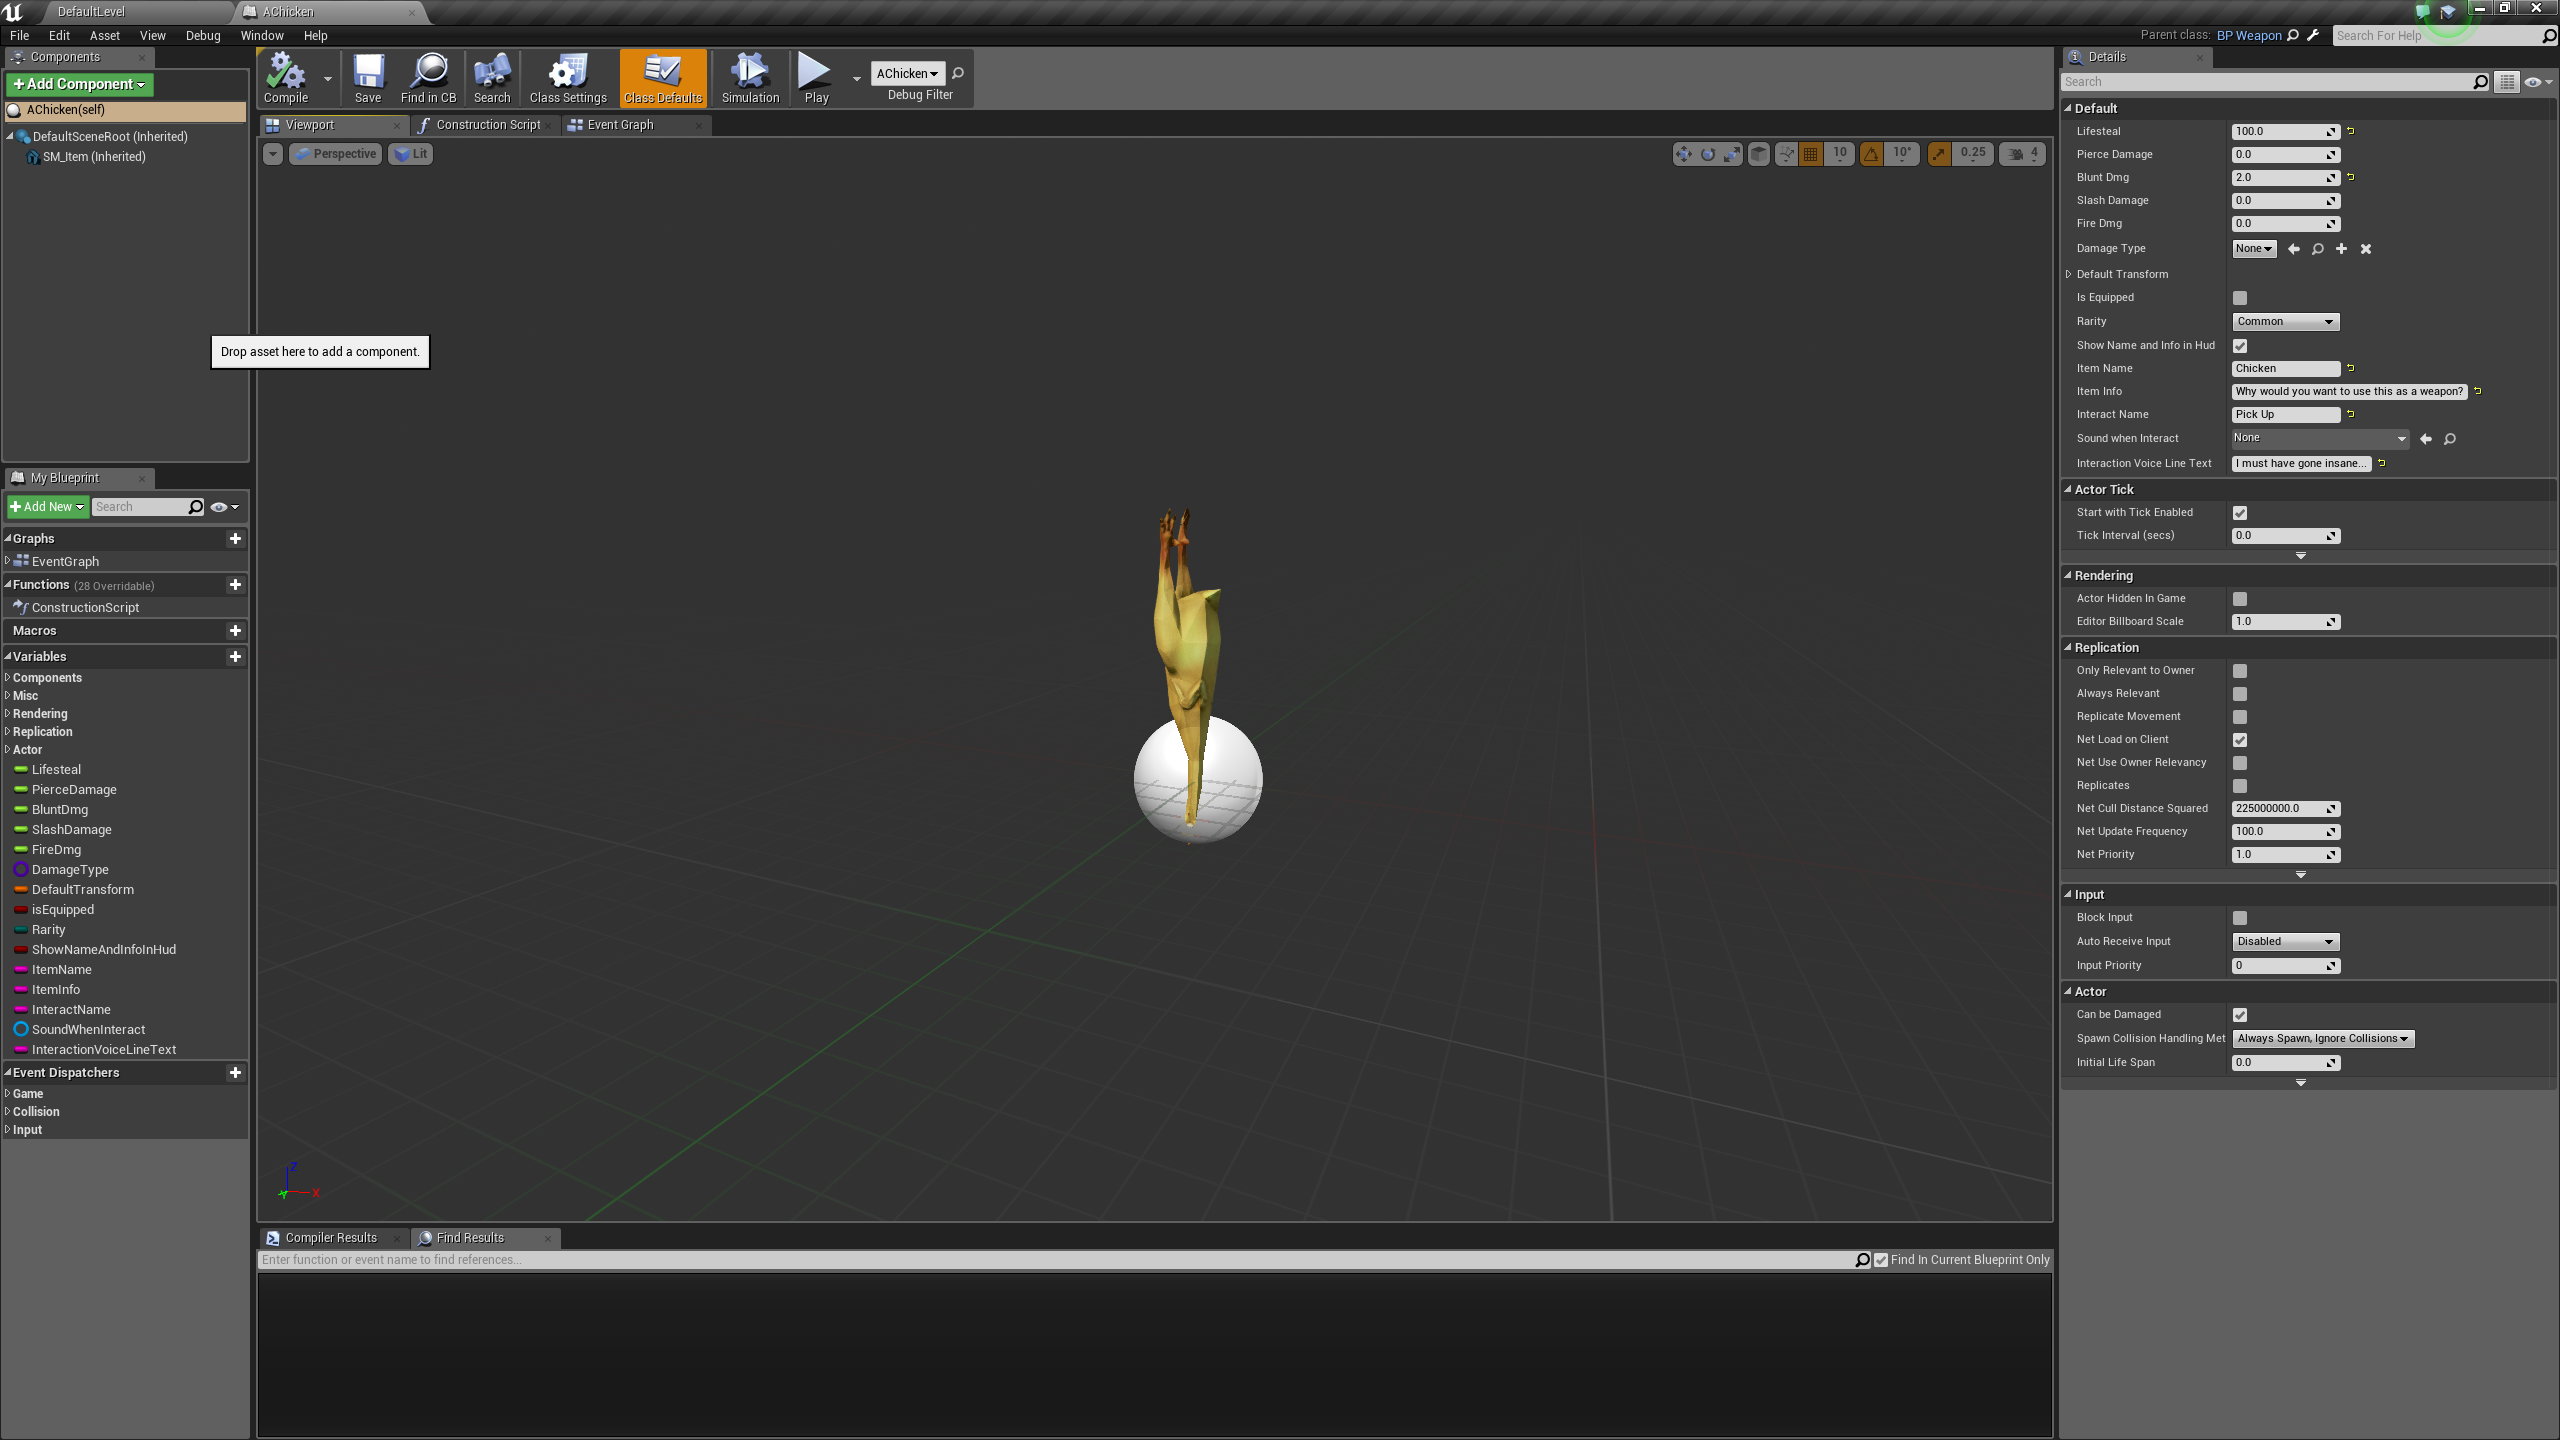 DefaultLevel
AChicken
File Edit Asset View Debug Window Help
Parent class: BP Weapon
Search For Help
Components
+Add Component
AChicken(self)
DefaultSceneRoot (Inherited)
SM_Item (Inherited)
Drop asset here to add a component.
My Blueprint
+Add New
Search
Graphs
EventGraph
Functions (28 Overridable)
ConstructionScript
Macros
Variables
Components
Misc
Rendering
Replication
Actor
Lifesteal
PierceDamage
BluntDmg
SlashDamage
FireDmg
DamageType
DefaultTransform
isEquipped
Rarity
ShowNameAndInfoInHud
ItemName
ItemInfo
InteractName
SoundWhenInteract
InteractionVoiceLineText
Event Dispatchers
Game
Collision
Input
Compile
Save
Find in CB
Search
Class Settings
Class Defaults
Simulation
Play
AChicken
Debug Filter
Viewport
Construction Script
Event Graph
Perspective
Lit
10
10°
0.25
4
Z
X
Y
Compiler Results
Find Results
Enter function or event name to find references...
Find In Current Blueprint Only
Details
Search
Default
Lifesteal 100.0
Pierce Damage 0.0
Blunt Dmg 2.0
Slash Damage 0.0
Fire Dmg 0.0
Damage Type None
Default Transform
Is Equipped
Rarity Common
Show Name and Info in Hud
Item Name Chicken
Item Info Why would you want to use this as a weapon?
Interact Name Pick Up
Sound when Interact None
Interaction Voice Line Text I must have gone insane...
Actor Tick
Start with Tick Enabled
Tick Interval (secs) 0.0
Rendering
Actor Hidden In Game
Editor Billboard Scale 1.0
Replication
Only Relevant to Owner
Always Relevant
Replicate Movement
Net Load on Client
Net Use Owner Relevancy
Replicates
Net Cull Distance Squared 225000000.0
Net Update Frequency 100.0
Net Priority 1.0
Input
Block Input
Auto Receive Input Disabled
Input Priority 0
Actor
Can be Damaged
Spawn Collision Handling Met Always Spawn, Ignore Collisions
Initial Life Span 0.0